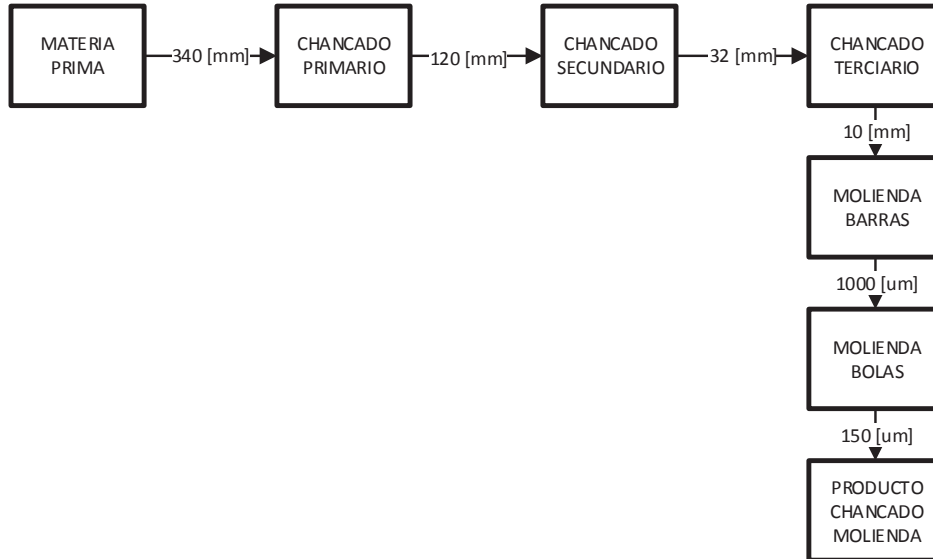 MATERIA
PRIMA
340 [mm]
CHANCADO
PRIMARIO
120 [mm]
CHANCADO
SECUNDARIO
32 [mm]
CHANCADO
TERCIARIO
10 [mm]
MOLIENDA
BARRAS
1000 [um]
MOLIENDA
BOLAS
150 [um]
PRODUCTO
CHANCADO
MOLIENDA